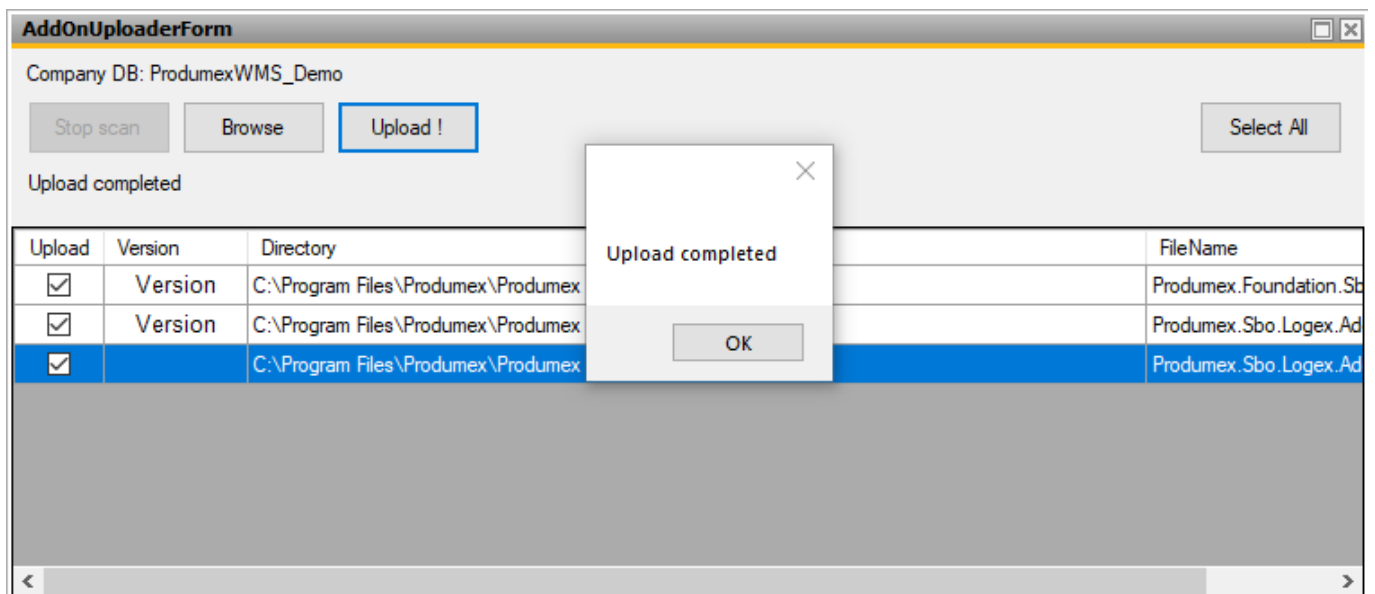 AddOnUploaderForm
Company DB: ProdumexWMS_Demo
Stop scan Browse Upload ! Select All
Upload completed
Upload completed
OK
Upload Version Directory FileName
Version C:\Program Files\Produmex\Produmex Produmex.Foundation.Sb
Version C:\Program Files\Produmex\Produmex Produmex.Sbo.Logex.Ad
C:\Program Files\Produmex\Produmex Produmex.Sbo.Logex.Ad